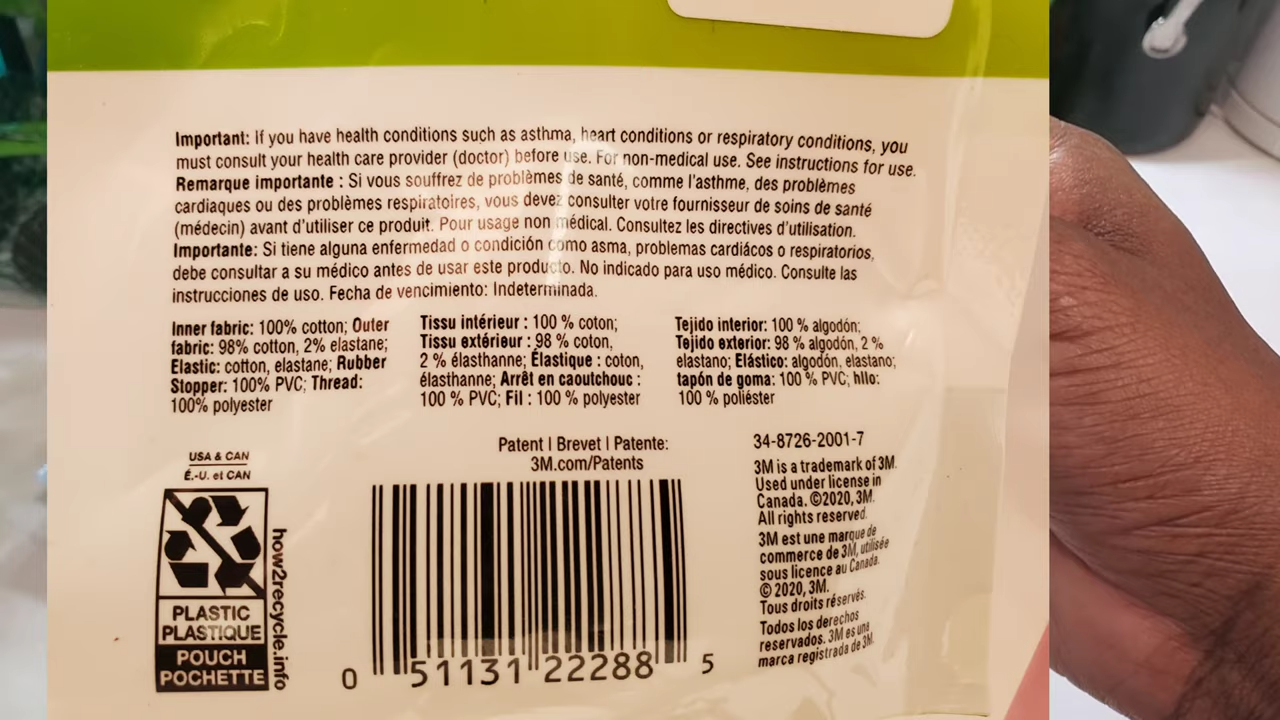 Important: If you have health conditions such as asthma, heart conditions or respiratory conditions, you
must consult your health care provider (doctor) before use. For non-medical use. See instructions for use.
Remarque importante : Si vous souffrez de problèmes de santé, comme l'asthme, des problèmes
cardiaques ou des problèmes respiratoires, vous devez consulter votre fournisseur de soins de santé
(médecin) avant d'utiliser ce produit. Pour usage non médical. Consultez les directives d'utilisation.
Importante: Si tiene alguna enfermedad o condición como asma, problemas cardiácos o respiratorios,
debe consultar a su médico antes de usar este producto. No indicado para uso médico. Consulte las
instrucciones de uso. Fecha de vencimiento: Indeterminada.
Inner fabric: 100% cotton; Outer
fabric: 98% cotton, 2% elastane;
Elastic: cotton, elastane; Rubber
Stopper: 100% PVC; Thread:
100% polyester
Tissu intérieur : 100 % coton;
Tissu extérieur : 98 % coton,
2 % élasthanne; Élastique : coton,
élasthanne; Arrêt en caoutchouc :
100 % PVC; Fil : 100 % polyester
Tejido interior: 100 % algodón;
Tejido exterior: 98 % algodón, 2 %
elastano; Elástico: algodón, elastano;
tapón de goma: 100 % PVC; hilo:
100 % poliéster
USA & CAN
É.-U. et CAN
PLASTIC
PLASTIQUE
POUCH
POCHETTE
how2recycle.info
Patent | Brevet | Patente:
3M.com/Patents
0 51131 22288 5
34-8726-2001-7
3M is a trademark of 3M.
Used under license in
Canada. ©2020, 3M.
All rights reserved.
3M est une marque de
commerce de 3M, utilisée
sous licence au Canada.
© 2020, 3M.
Tous droits réservés.
Todos los derechos
reservados. 3M es una
marca registrada de 3M.